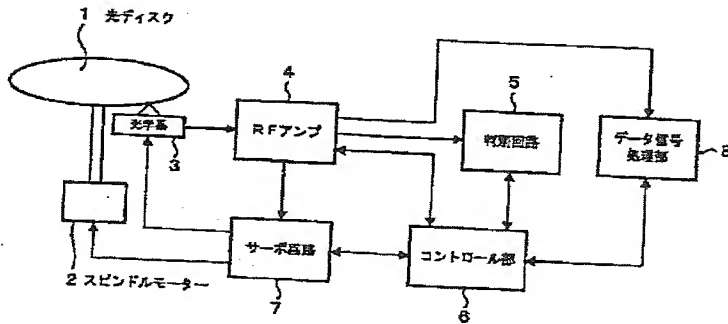 1 光ディスク
4
RFアンプ
5
判別回路
データ信号
処理部
8
光学系
3
サーボ回路
7
コントロール部
6
2 スピンドルモーター